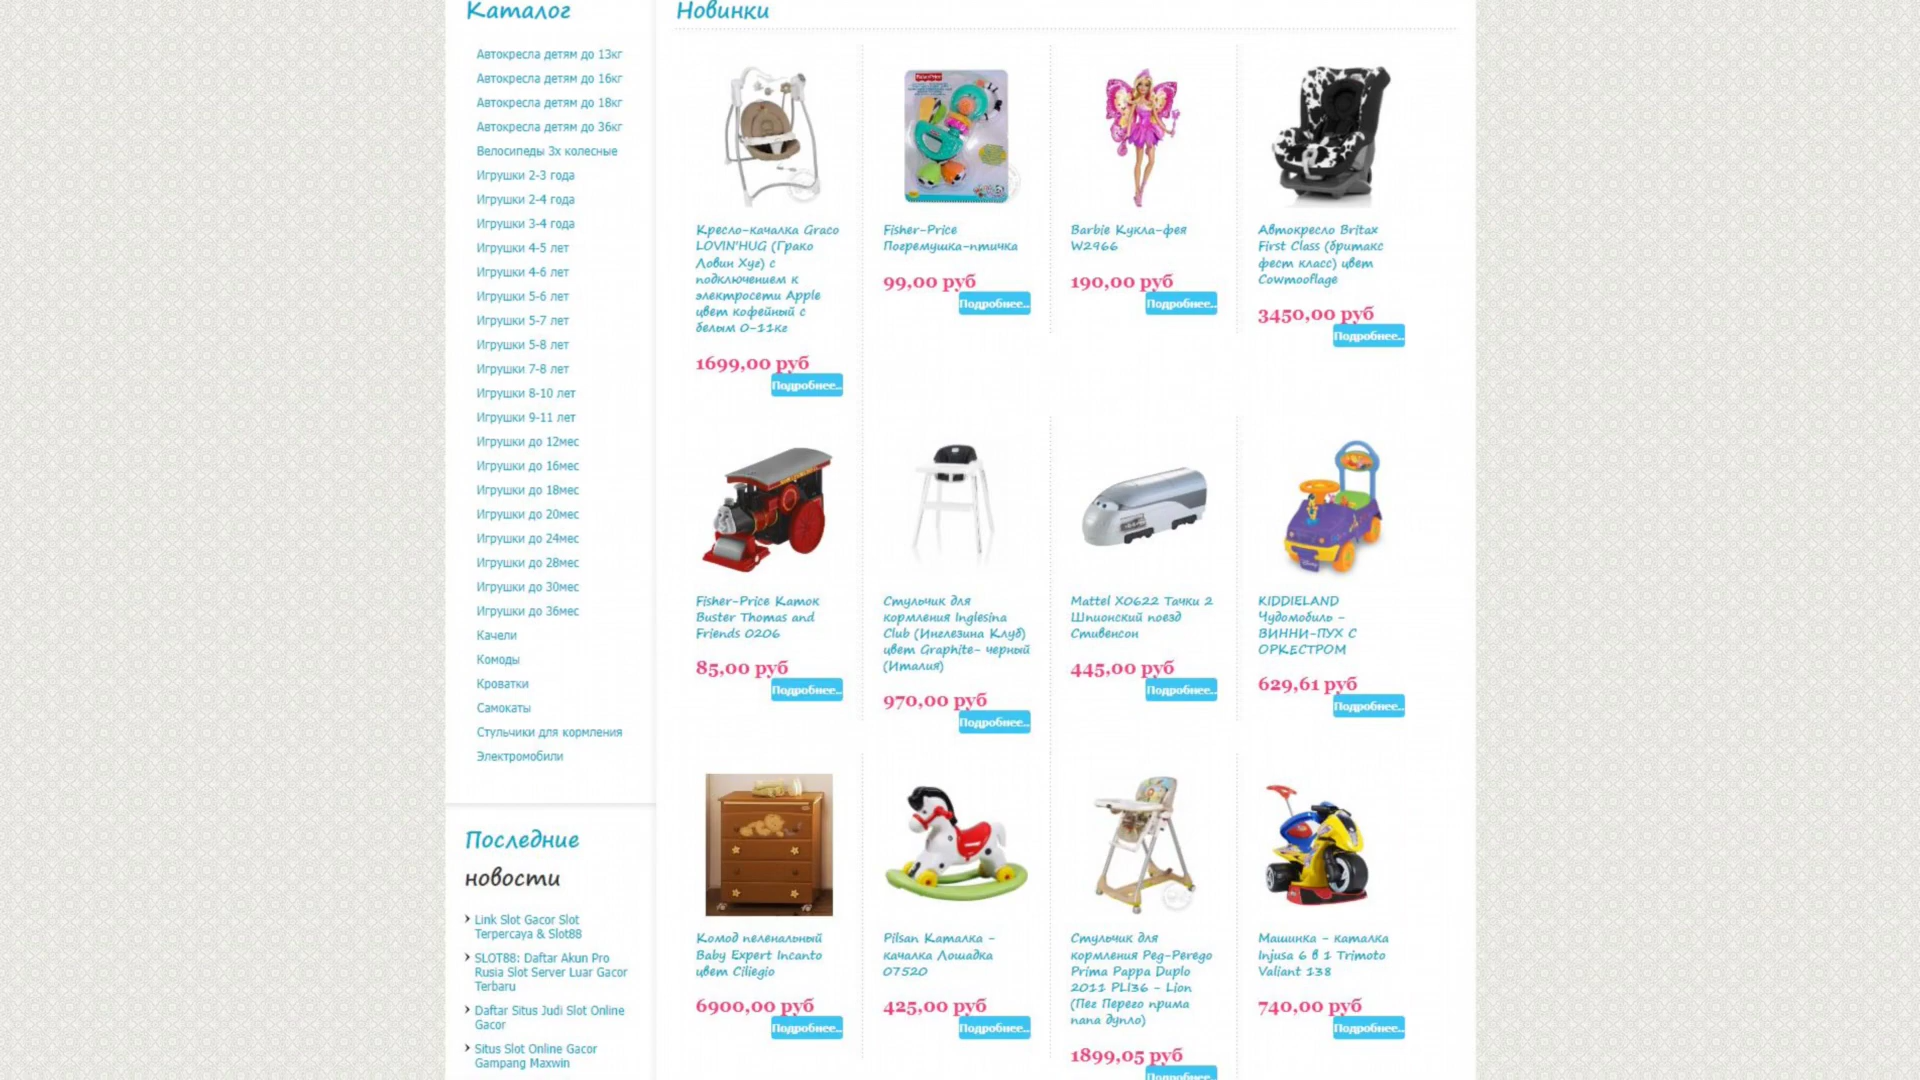 Каталог
Автокресла детям до 13кг
Автокресла детям до 16кг
Автокресла детям до 18кг
Автокресла детям до 36кг
Велосипеды 3х колесные
Игрушки 2-3 года
Игрушки 2-4 года
Игрушки 3-4 года
Игрушки 4-5 лет
Игрушки 4-6 лет
Игрушки 5-6 лет
Игрушки 5-7 лет
Игрушки 5-8 лет
Игрушки 7-8 лет
Игрушки 8-10 лет
Игрушки 9-11 лет
Игрушки до 12мес
Игрушки до 16мес
Игрушки до 18мес
Игрушки до 20мес
Игрушки до 24мес
Игрушки до 28мес
Игрушки до 30мес
Игрушки до 36мес
Качели
Комоды
Кроватки
Самокаты
Стульчики для кормления
Электромобили
Последние
новости
Link Slot Gacor Slot
Terpercaya & Slot88
SLOT88: Daftar Akun Pro
Rusia Slot Server Luar Gacor
Terbaru
Daftar Situs Judi Slot Online
Gacor
Situs Slot Online Gacor
Gampang Maxwin
Новинки
Кресло-качалка Graco
LOVIN'HUG (Грако
Ловин Хуг) с
подключением к
электросети Apple
цвет кофейный с
белым 0-11кг
1699,00 руб
Подробнее...
Fisher-Price
Погремушка-птичка
99,00 руб
Подробнее...
Barbie Кукла-фея
W2966
190,00 руб
Подробнее...
Автокресло Britax
First Class (бритакс
фест класс) цвет
Cowmooflage
3450,00 руб
Подробнее...
Fisher-Price Каток
Buster Thomas and
Friends 0206
85,00 руб
Подробнее...
Стульчик для
кормления Inglesina
Club (Инглезина Клуб)
цвет Graphite- черный
(Италия)
970,00 руб
Подробнее...
Mattel X0622 Тачки 2
Шпионский поезд
Стивенсон
445,00 руб
Подробнее...
KIDDIELAND
Чудомобиль -
ВИННИ-ПУХ С
ОРКЕСТРОМ
629,61 руб
Подробнее...
Комод пеленальный
Baby Expert Incanto
цвет Ciliegio
6900,00 руб
Подробнее...
Pilsan Каталка -
качалка Лошадка
07520
425,00 руб
Подробнее...
Стульчик для
кормления Peg-Perego
Prima Pappa Duplo
2011 PLI36 - Lion
(Пег Перего прима
папа дупло)
1899,05 руб
Подробнее...
Машинка - каталка
Injusa 6 в 1 Trimoto
Valiant 138
740,00 руб
Подробнее...